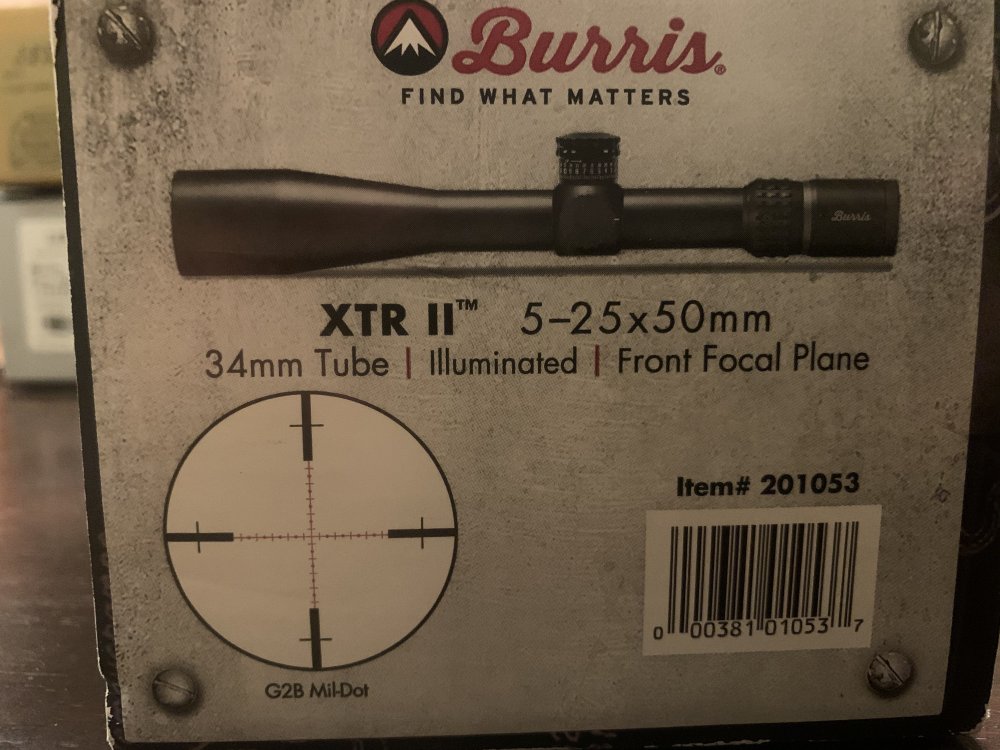 Burris®
FIND WHAT MATTERS
Burris
XTR II™ 5–25x50mm
34mm Tube | Illuminated | Front Focal Plane
Item# 201053
0 00381 01053 7
G2B Mil-Dot